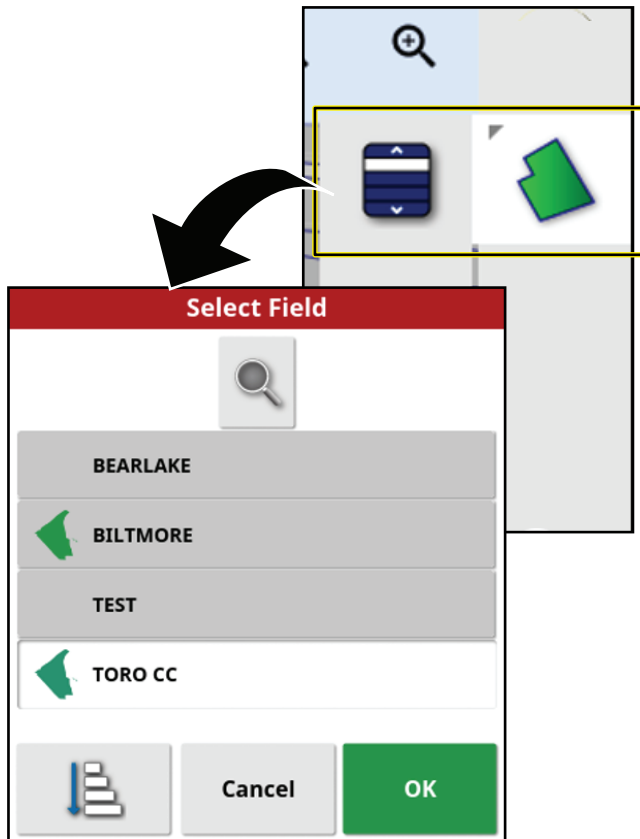 Select Field
BEARLAKE
BILTMORE
TEST
TORO CC
Cancel
OK